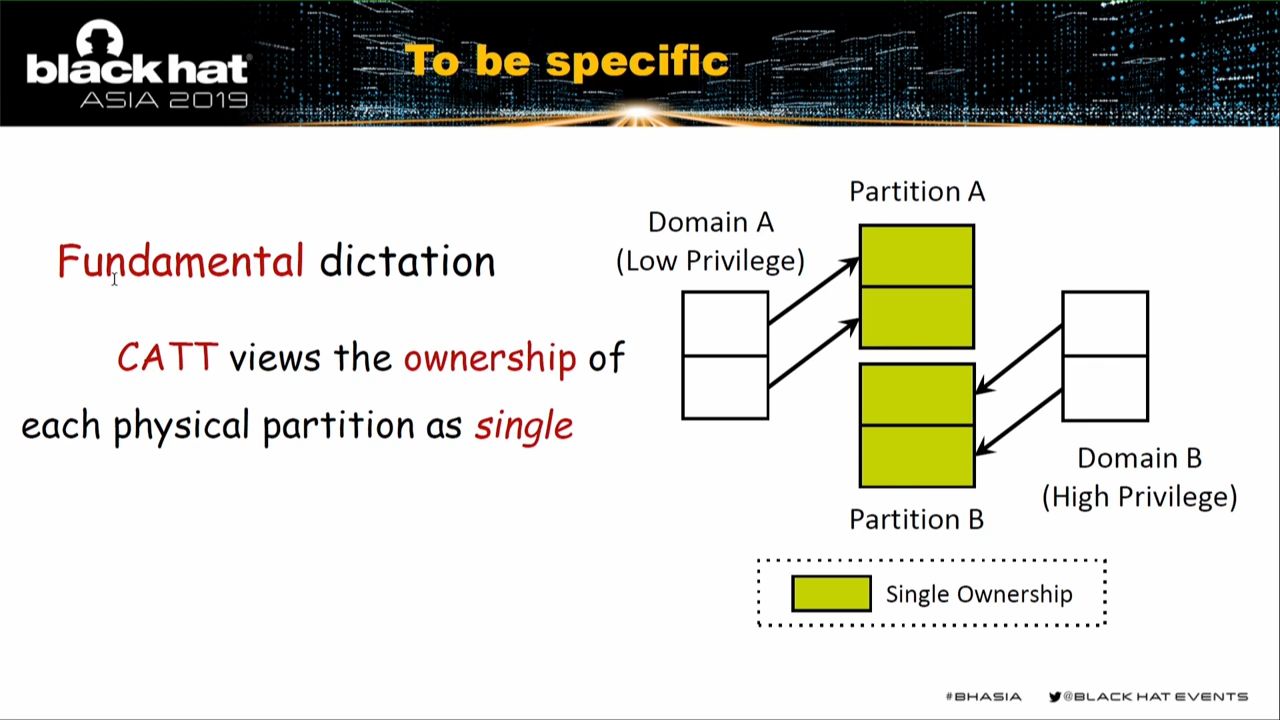 black hat
ASIA 2019
To be specific
Fundamental dictation
CATT views the ownership of
each physical partition as single
Partition A
Domain A
(Low Privilege)
Domain B
(High Privilege)
Partition B
Single Ownership
#BHASIA
@BLACK HAT EVENTS